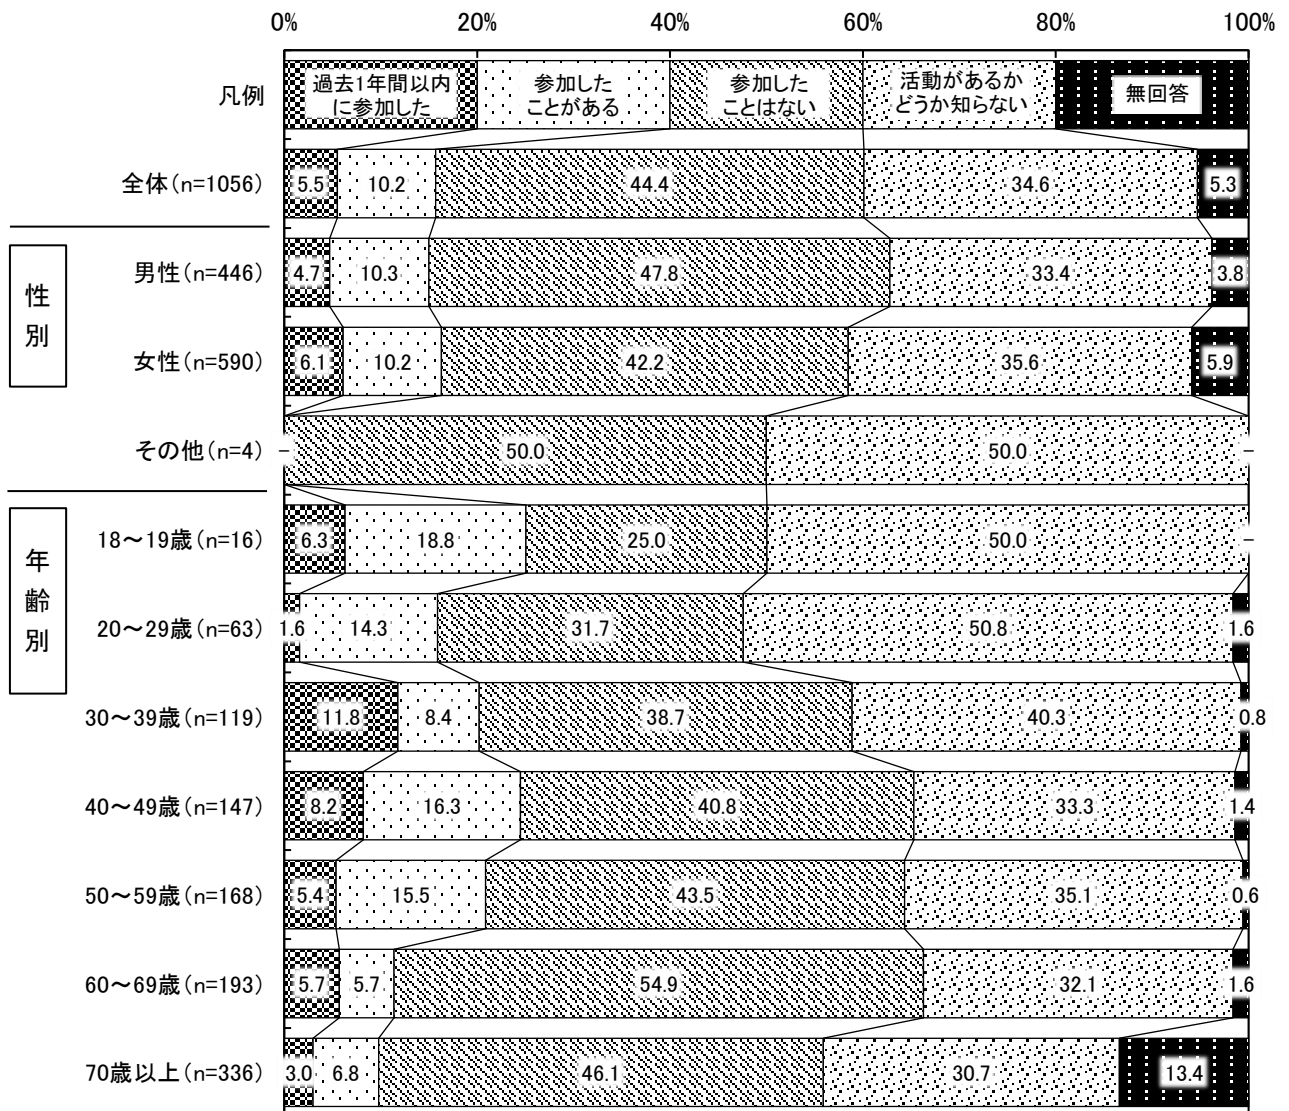 0% 20% 40% 60% 80% 100%
凡例
過去1年間以内
に参加した
参加した
ことがある
参加した
ことはない
活動があるか
どうか知らない
無回答
全体(n=1056) 5.5 10.2 44.4 34.6 5.3
性別
男性(n=446) 4.7 10.3 47.8 33.4 3.8
女性(n=590) 6.1 10.2 42.2 35.6 5.9
その他(n=4) - 50.0 50.0 -
年齢別
18～19歳(n=16) 6.3 18.8 25.0 50.0 -
20～29歳(n=63) 1.6 14.3 31.7 50.8 1.6
30～39歳(n=119) 11.8 8.4 38.7 40.3 0.8
40～49歳(n=147) 8.2 16.3 40.8 33.3 1.4
50～59歳(n=168) 5.4 15.5 43.5 35.1 0.6
60～69歳(n=193) 5.7 5.7 54.9 32.1 1.6
70歳以上(n=336) 3.0 6.8 46.1 30.7 13.4